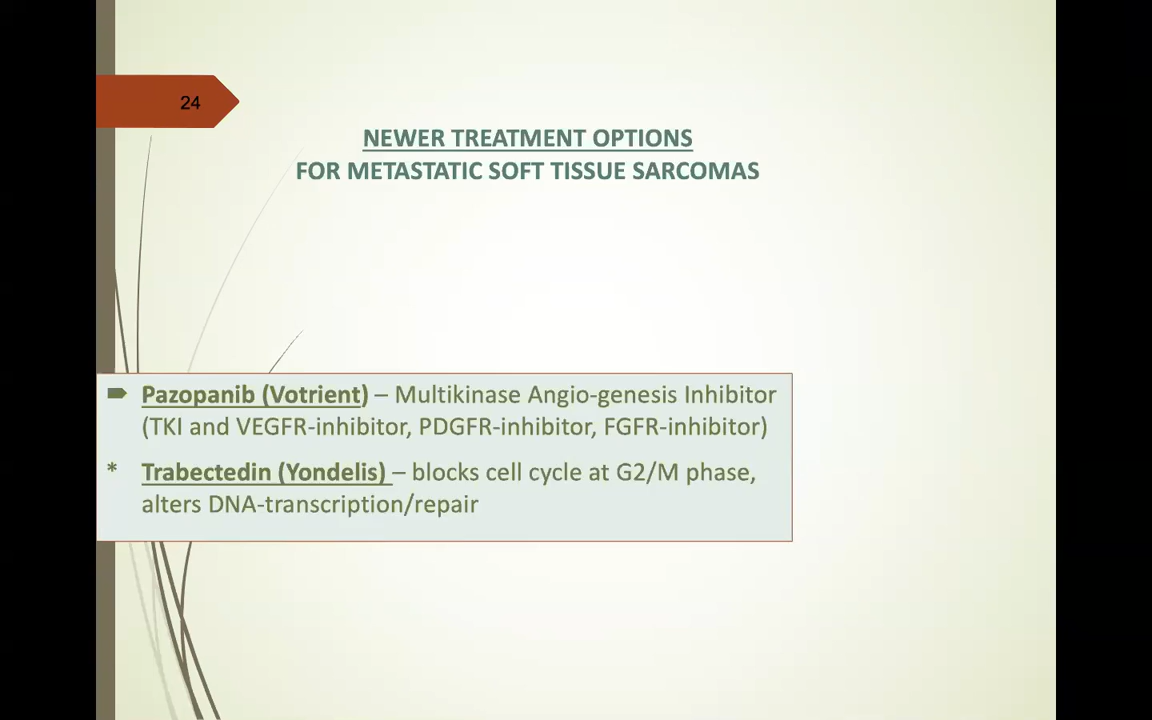 24
NEWER TREATMENT OPTIONS
FOR METASTATIC SOFT TISSUE SARCOMAS
Pazopanib (Votrient) – Multikinase Angio-genesis Inhibitor
(TKI and VEGFR-inhibitor, PDGFR-inhibitor, FGFR-inhibitor)
* Trabectedin (Yondelis) – blocks cell cycle at G2/M phase,
alters DNA-transcription/repair